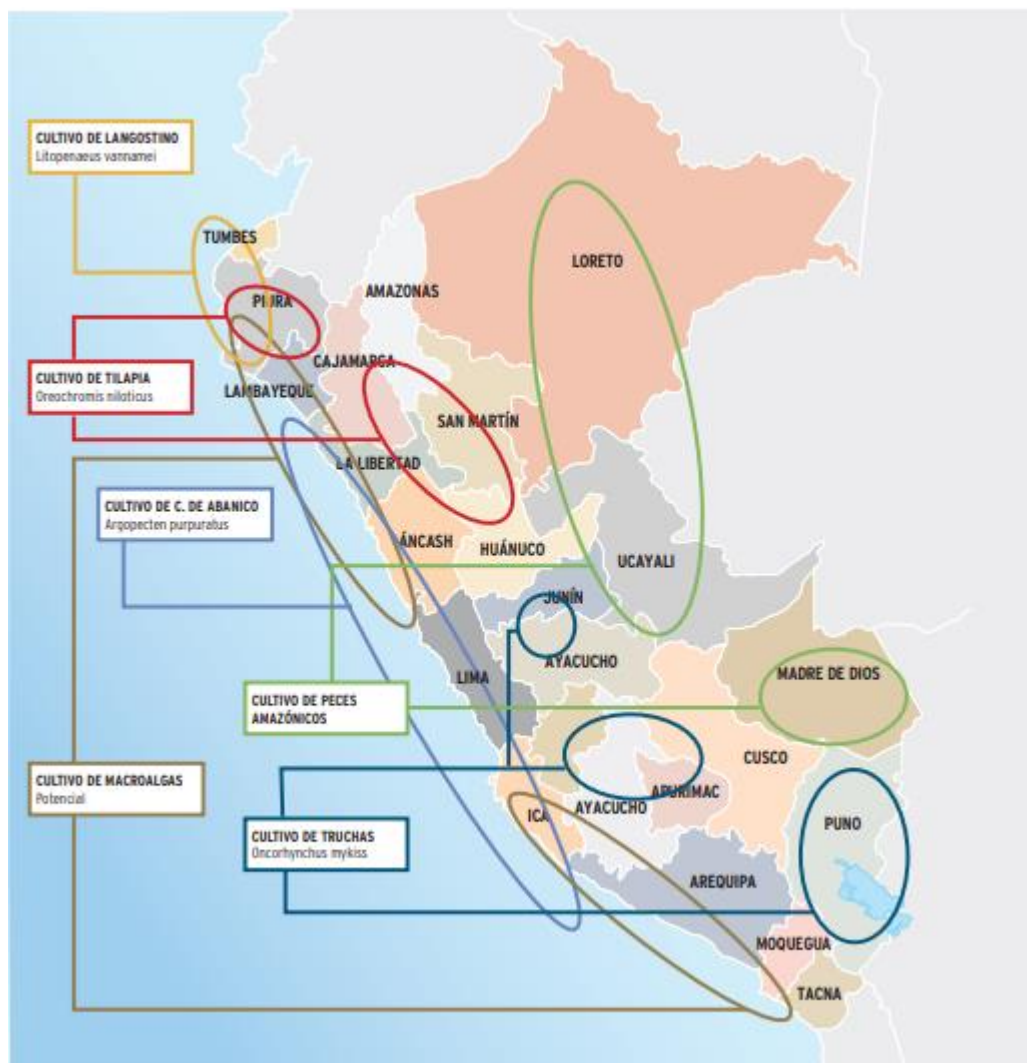 CULTIVO DE LANGOSTINO
Litopenaeus vannamei
TUMBES
LORETO
AMAZONAS
PIURA
CAJAMARCA
CULTIVO DE TILAPIA
Oreochromis niloticus
LAMBAYEQUE
SAN MARTÍN
LA LIBERTAD
CULTIVO DE C. DE ABANICO
Argopecten purpuratus
ÁNCASH
HUÁNUCO
UCAYALI
JUNÍN
AYACUCHO
LIMA
MADRE DE DIOS
CULTIVO DE PECES
AMAZÓNICOS
CUSCO
CULTIVO DE MACROALGAS
Potencial
APURIMAC
AYACUCHO
ICA
PUNO
CULTIVO DE TRUCHAS
Oncorhynchus mykiss
AREQUIPA
MOQUEGUA
TACNA